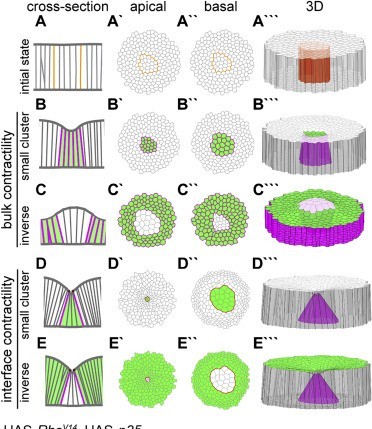 cross-section apical basal 3D
A A` A`` A```
intial state
B B` B`` B```
small cluster
bulk contractility
C C` C`` C```
inverse
D D` D`` D```
small cluster
interface contractility
E E` E`` E```
inverse